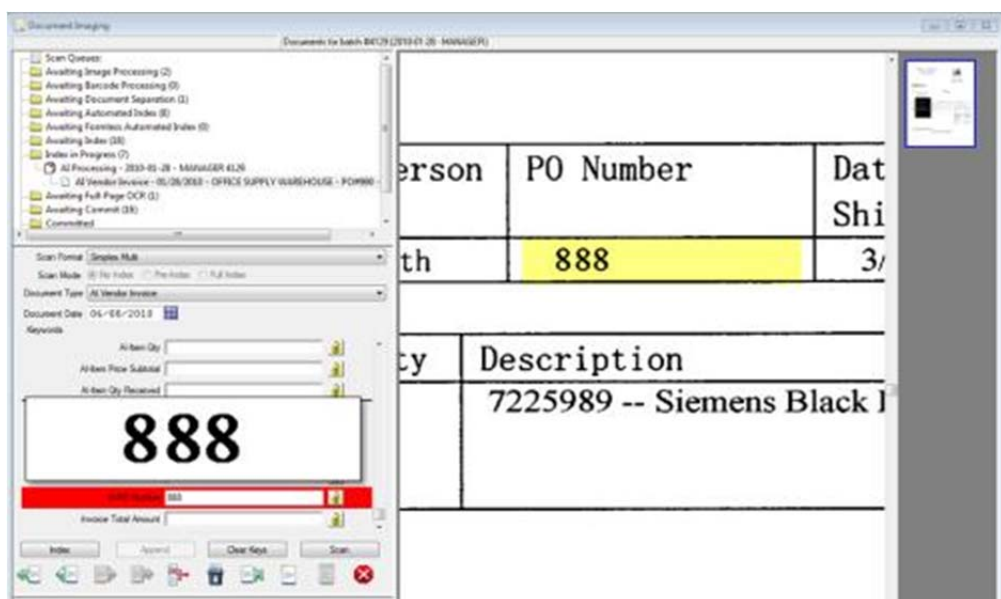 Document Imaging
Documents for batch #4129 (2010-01-28 - MANAGER)
Scan Queues:
Awaiting Image Processing (2)
Awaiting Barcode Processing (0)
Awaiting Document Separation (1)
Awaiting Automated Index (8)
Awaiting Formless Automated Index (0)
Awaiting Index (38)
Index in Progress (7)
AI Processing - 2010-01-28 - MANAGER 4129
AI Vendor Invoice - 01/28/2010 - OFFICE SUPPLY WAREHOUSE -
Awaiting Full-Page OCR (1)
Awaiting Commit (19)
Committed
Scan Format Simplex Multi
Scan Mode No Index Pre-Index Full Index
Document Type AI Vendor Invoice
Document Date 04/08/2010
Keywords
AI-Item Qty
AI-Item Price Subtotal
AI-Item Qty Received
888
Number 888
Invoice Total Amount
Index Append Clear Keys Scan
erson PO Number Dat
Shi
th 888 3/
ty Description
7225989 -- Siemens Black